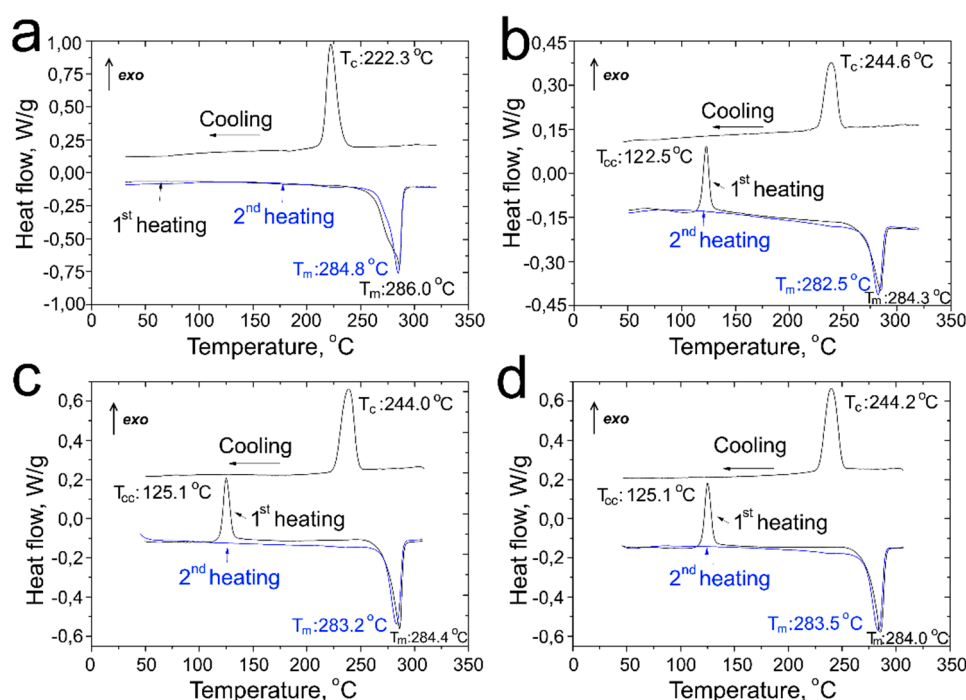 a
1,00
0,75
0,50
0,25
0,00
-0,25
-0,50
-0,75
-1,00
Heat flow, W/g
exo
Tc:222.3 °C
Cooling
1st heating
2nd heating
Tm:284.8 °C
Tm:286.0 °C
0 50 100 150 200 250 300 350
Temperature, °C
b
0,45
0,30
0,15
0,00
-0,15
-0,30
-0,45
Heat flow, W/g
exo
Tc:244.6 °C
Cooling
Tcc:122.5 °C
1st heating
2nd heating
Tm:282.5 °C
Tm:284.3 °C
0 50 100 150 200 250 300 350
Temperature, °C
c
0,6
0,4
0,2
0,0
-0,2
-0,4
-0,6
Heat flow, W/g
exo
Tc:244.0 °C
Cooling
Tcc:125.1 °C
1st heating
2nd heating
Tm:283.2 °C
Tm:284.4 °C
0 50 100 150 200 250 300 350
Temperature, °C
d
0,6
0,4
0,2
0,0
-0,2
-0,4
-0,6
Heat flow, W/g
exo
Tc:244.2 °C
Cooling
Tcc:125.1 °C
1st heating
2nd heating
Tm:283.5 °C
Tm:284.0 °C
0 50 100 150 200 250 300 350
Temperature, °C